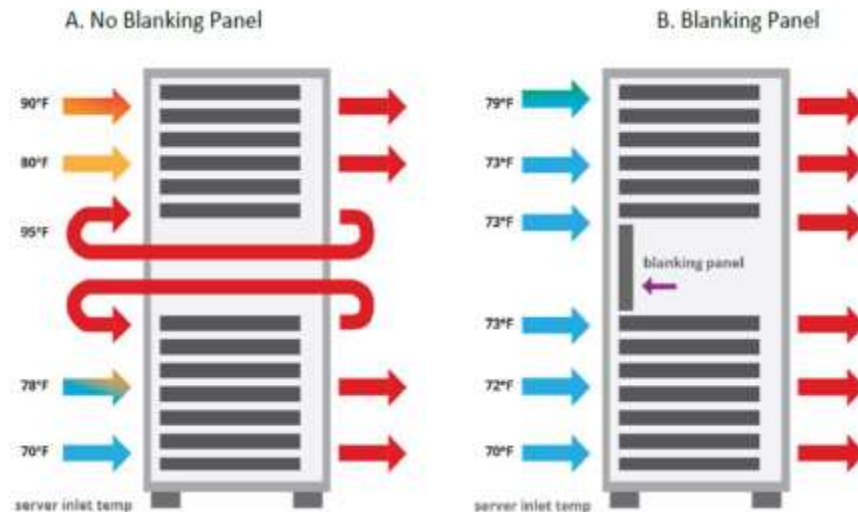 A. No Blanking Panel
90°F
80°F
95°F
78°F
70°F
server inlet temp
B. Blanking Panel
79°F
73°F
73°F
blanking panel
73°F
72°F
70°F
server inlet temp